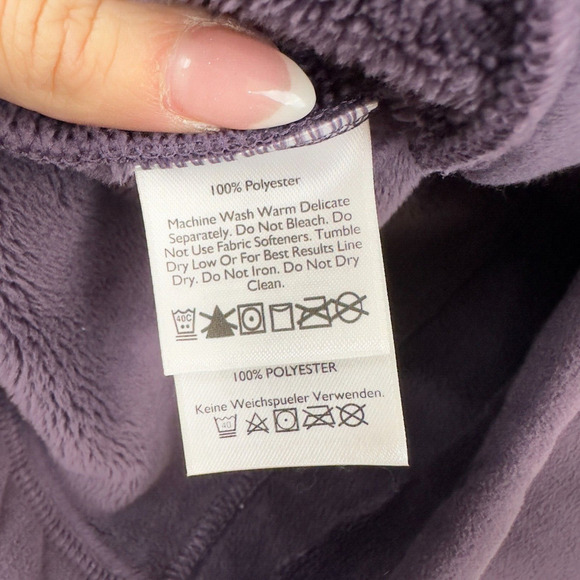 100% Polyester
Machine Wash Warm Delicate
Separately. Do Not Bleach. Do
Not Use Fabric Softeners. Tumble
Dry Low Or For Best Results Line
Dry. Do Not Iron. Do Not Dry
Clean.
40C
100% POLYESTER
Keine Weichspueler Verwenden.
40